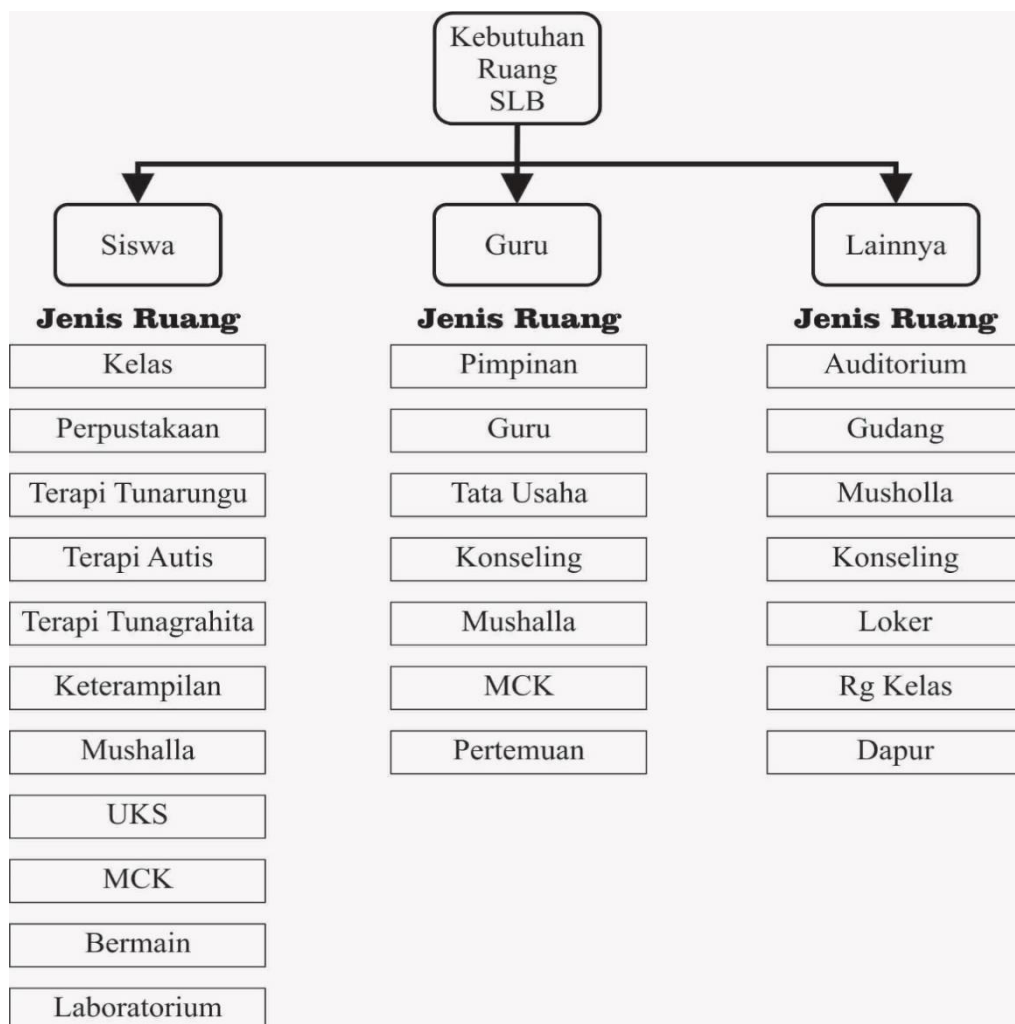 Kebutuhan
Ruang
SLB
Siswa
Guru
Lainnya
Jenis Ruang
Jenis Ruang
Jenis Ruang
Kelas
Perpustakaan
Terapi Tunarungu
Terapi Autis
Terapi Tunagrahita
Keterampilan
Mushalla
UKS
MCK
Bermain
Laboratorium
Pimpinan
Guru
Tata Usaha
Konseling
Mushalla
MCK
Pertemuan
Auditorium
Gudang
Musholla
Konseling
Loker
Rg Kelas
Dapur